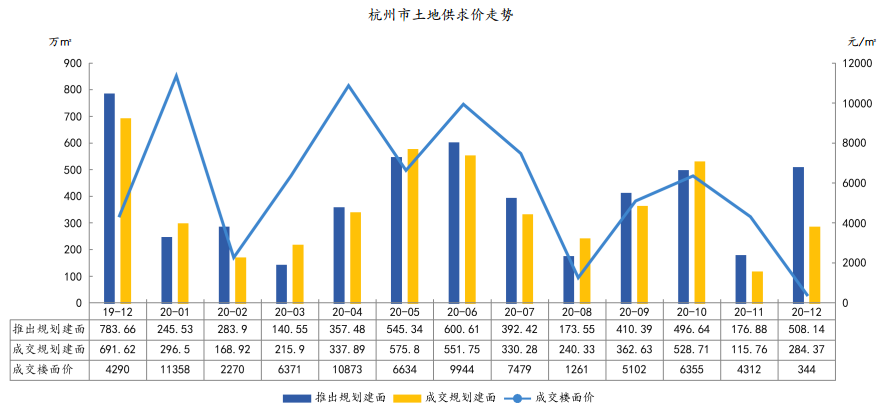 杭州市土地供求价走势
万㎡ 元/㎡
900 12000
800
700 10000
600 8000
500
400 6000
300 4000
200
100 2000
0 0
19-12 20-01 20-02 20-03 20-04 20-05 20-06 20-07 20-08 20-09 20-10 20-11 20-12
推出规划建面 783.66 245.53 283.9 140.55 357.48 545.34 600.61 392.42 173.55 410.39 496.64 176.88 508.14
成交规划建面 691.62 296.5 168.92 215.9 337.89 575.8 551.75 330.28 240.33 362.63 528.71 115.76 284.37
成交楼面价 4290 11358 2270 6371 10873 6634 9944 7479 1261 5102 6355 4312 344
推出规划建面 成交规划建面 成交楼面价